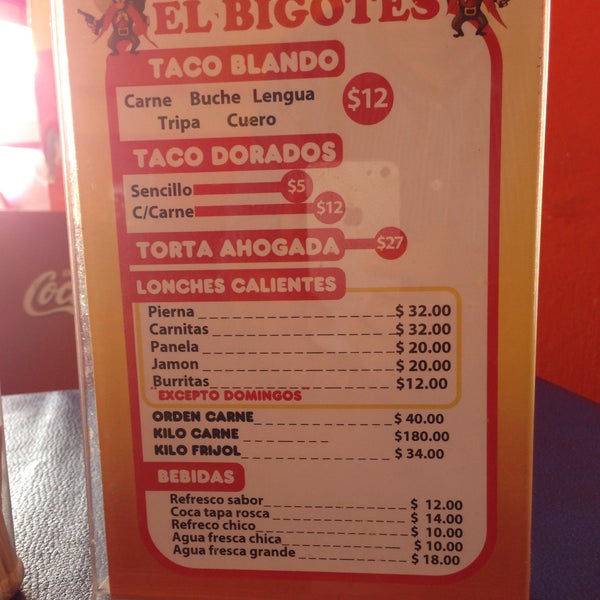 EL BIGOTES
TACO BLANDO
Carne Buche Lengua
Tripa Cuero
$12
TACO DORADOS
Sencillo $5
C/Carne $12
TORTA AHOGADA $27
LONCHES CALIENTES
Pierna $ 32.00
Carnitas $ 32.00
Panela $ 20.00
Jamon $ 20.00
Burritas $12.00
EXCEPTO DOMINGOS
ORDEN CARNE $ 40.00
KILO CARNE $180.00
KILO FRIJOL $ 34.00
BEBIDAS
Refresco sabor $ 12.00
Coca tapa rosca $ 14.00
Refreco chico $ 10.00
Agua fresca chica $ 10.00
Agua fresca grande $ 18.00